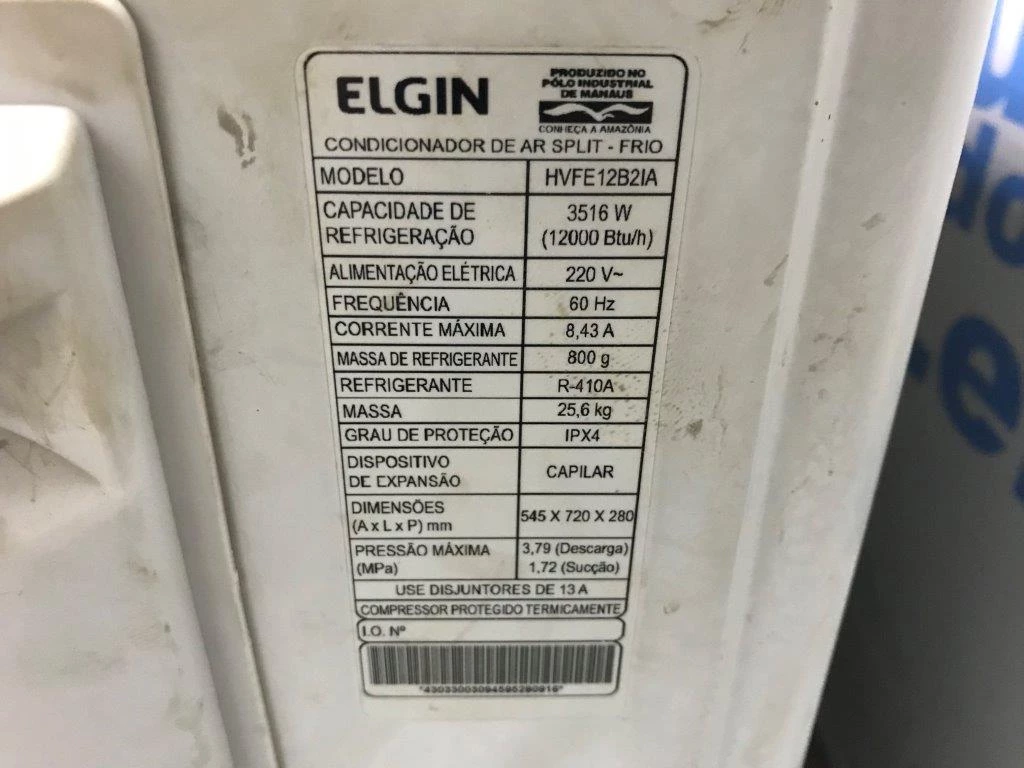 ELGIN
PRODUZIDO NO
PÓLO INDUSTRIAL
DE MANAUS
CONHEÇA A AMAZÔNIA
CONDICIONADOR DE AR SPLIT - FRIO
MODELO HVFE12B2IA
CAPACIDADE DE
REFRIGERAÇÃO
3516 W
(12000 Btu/h)
ALIMENTAÇÃO ELÉTRICA 220 V~
FREQUÊNCIA 60 Hz
CORRENTE MÁXIMA 8,43 A
MASSA DE REFRIGERANTE 800 g
REFRIGERANTE R-410A
MASSA 25,6 kg
GRAU DE PROTEÇÃO IPX4
DISPOSITIVO
DE EXPANSÃO
CAPILAR
DIMENSÕES
(A x L x P) mm
545 X 720 X 280
PRESSÃO MÁXIMA
(MPa)
3,79 (Descarga)
1,72 (Sucção)
USE DISJUNTORES DE 13 A
COMPRESSOR PROTEGIDO TERMICAMENTE
I.O. Nº